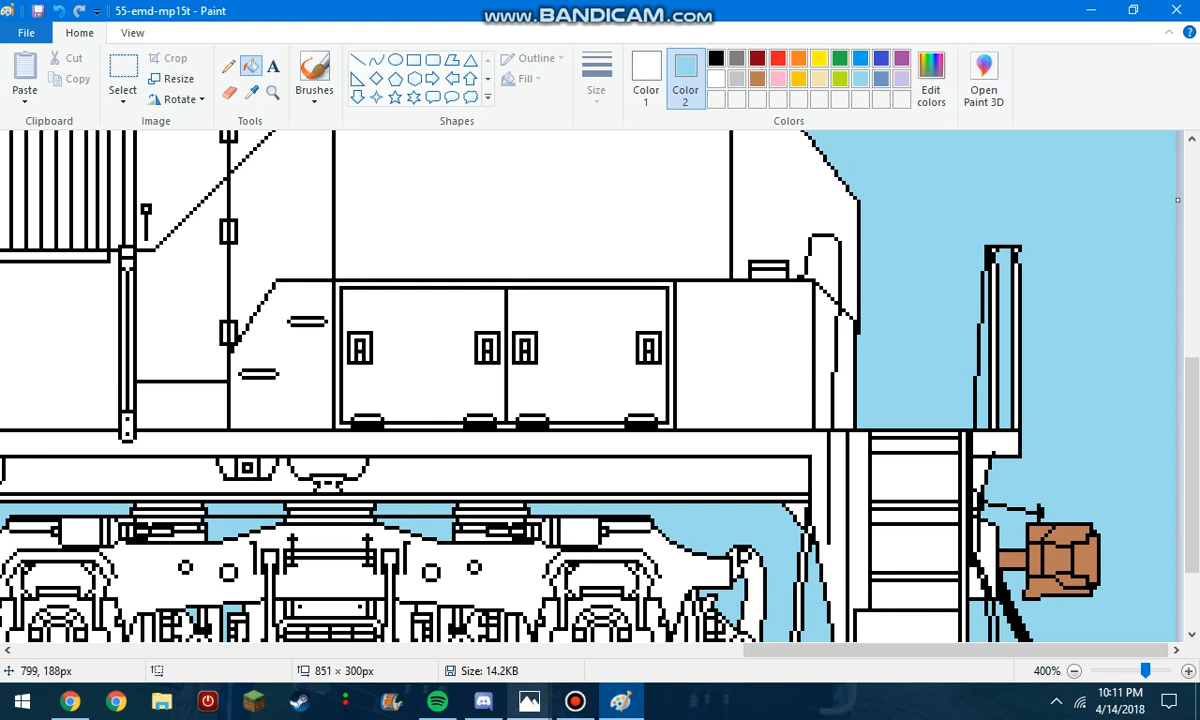 55-emd-mp15t - Paint
WWW.BANDICAM.COM
File
Home
View
Paste
Cut
Copy
Clipboard
Select
Crop
Resize
Rotate
Image
A
Tools
Brushes
Outline
Fill
Shapes
Size
Color
1
Color
2
Colors
Edit
colors
Open
Paint 3D
799, 188px
851 × 300px
Size: 14.2KB
400%
10:11 PM
4/14/2018